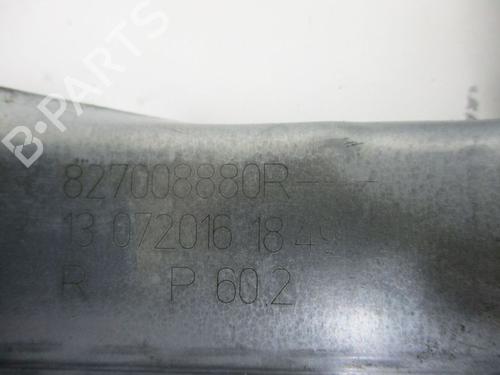 B-PARTS
827008880R----
13 072016 1849
R P 60.2